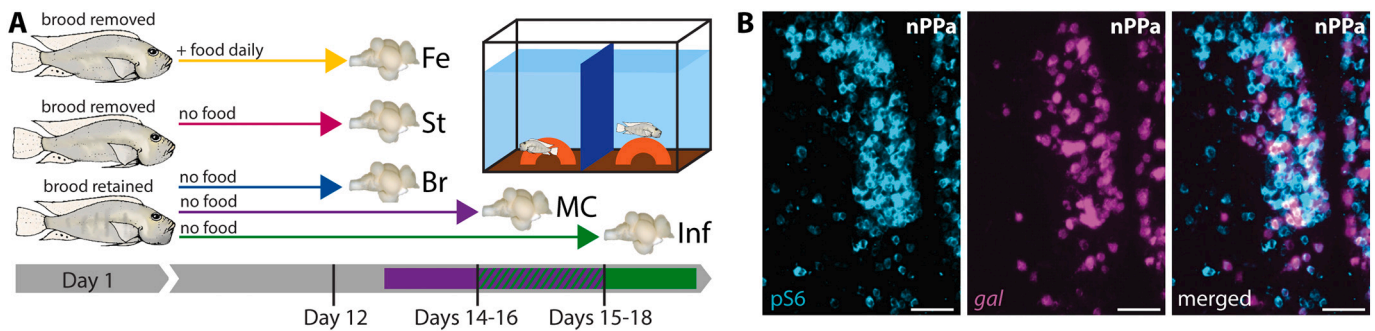 A
brood removed
+ food daily
Fe
brood removed
no food
St
brood retained
no food
Br
no food
MC
no food
Inf
Day 1
Day 12
Days 14-16
Days 15-18
B
nPPa
pS6
nPPa
gal
nPPa
merged